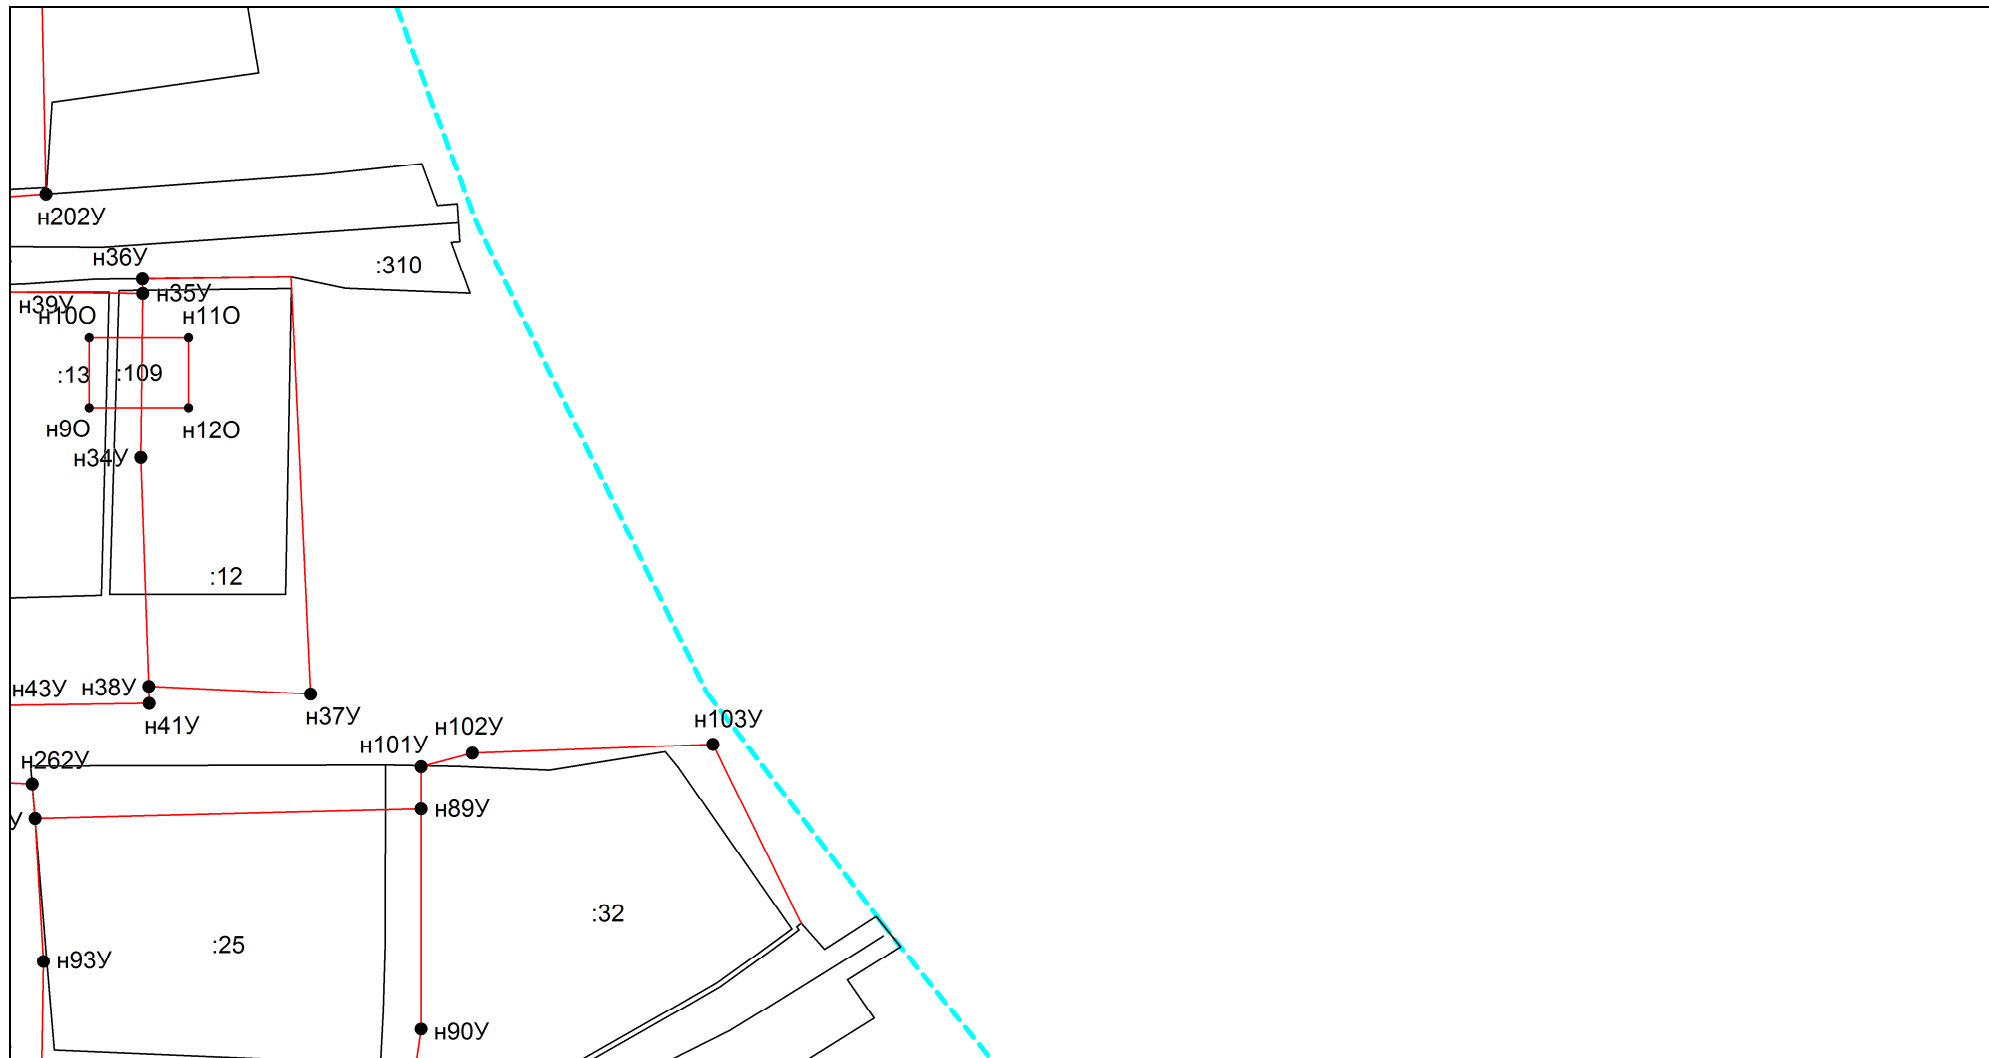 н202У
н36У
:310
н35У
н39У
н10О
н11О
:13
:109
н9О
н12О
н34У
:12
н43У
н38У
н37У
н41У
н103У
н102У
н101У
н262У
н89У
У
:32
:25
н93У
н90У